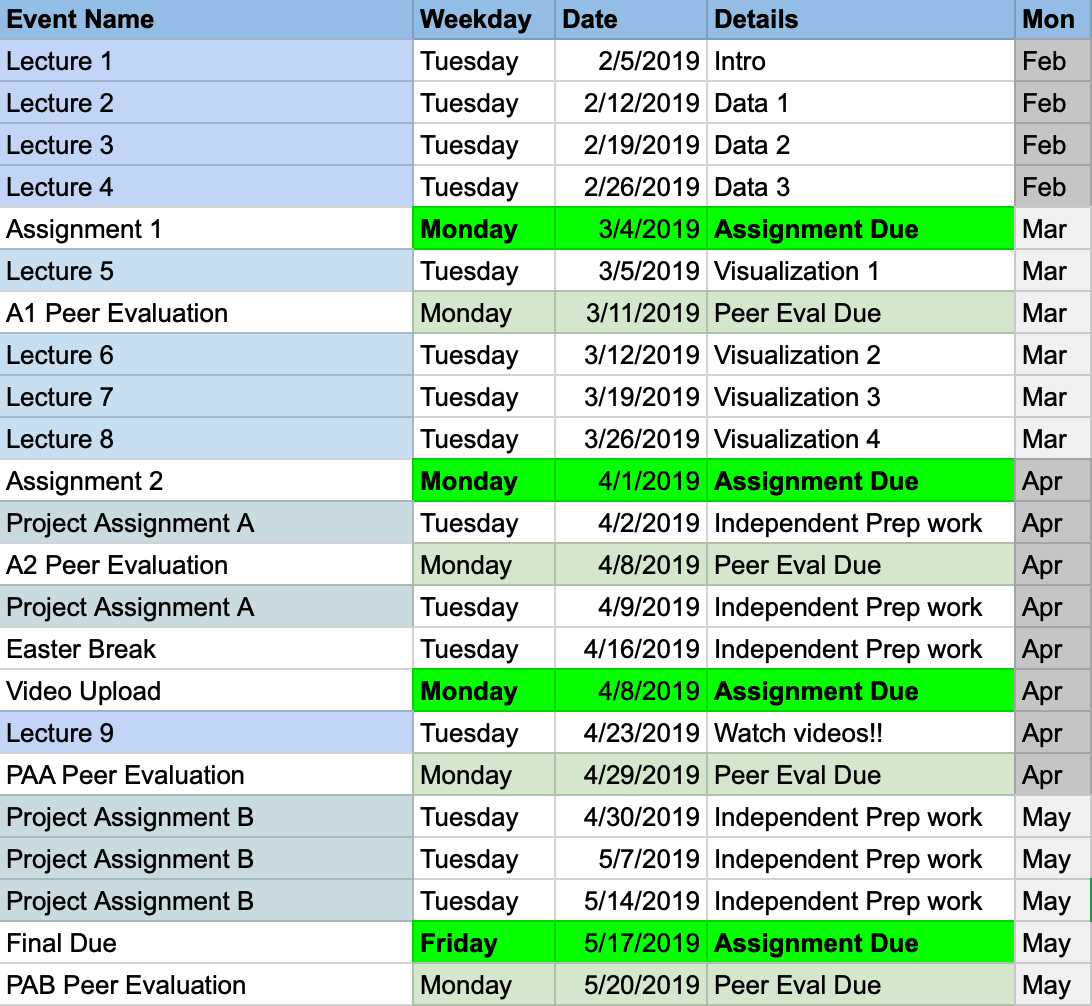 Event Name Weekday Date Details Mon
Lecture 1 Tuesday 2/5/2019 Intro Feb
Lecture 2 Tuesday 2/12/2019 Data 1 Feb
Lecture 3 Tuesday 2/19/2019 Data 2 Feb
Lecture 4 Tuesday 2/26/2019 Data 3 Feb
Assignment 1 Monday 3/4/2019 Assignment Due Mar
Lecture 5 Tuesday 3/5/2019 Visualization 1 Mar
A1 Peer Evaluation Monday 3/11/2019 Peer Eval Due Mar
Lecture 6 Tuesday 3/12/2019 Visualization 2 Mar
Lecture 7 Tuesday 3/19/2019 Visualization 3 Mar
Lecture 8 Tuesday 3/26/2019 Visualization 4 Mar
Assignment 2 Monday 4/1/2019 Assignment Due Apr
Project Assignment A Tuesday 4/2/2019 Independent Prep work Apr
A2 Peer Evaluation Monday 4/8/2019 Peer Eval Due Apr
Project Assignment A Tuesday 4/9/2019 Independent Prep work Apr
Easter Break Tuesday 4/16/2019 Independent Prep work Apr
Video Upload Monday 4/8/2019 Assignment Due Apr
Lecture 9 Tuesday 4/23/2019 Watch videos!! Apr
PAA Peer Evaluation Monday 4/29/2019 Peer Eval Due Apr
Project Assignment B Tuesday 4/30/2019 Independent Prep work May
Project Assignment B Tuesday 5/7/2019 Independent Prep work May
Project Assignment B Tuesday 5/14/2019 Independent Prep work May
Final Due Friday 5/17/2019 Assignment Due May
PAB Peer Evaluation Monday 5/20/2019 Peer Eval Due May